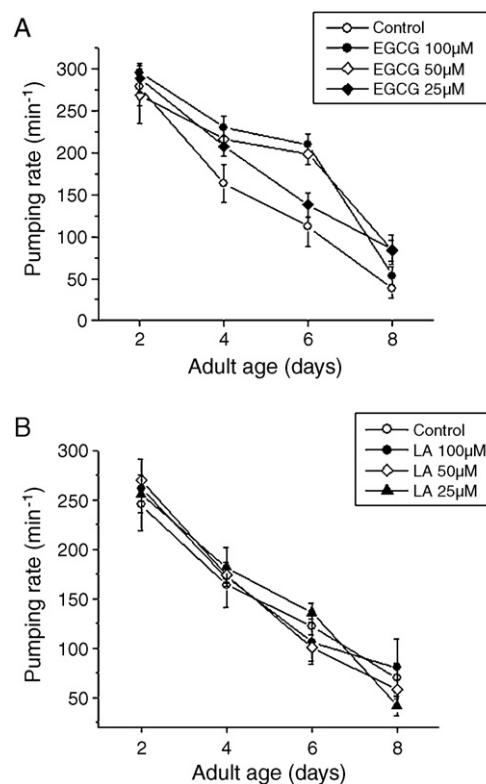 A
Control
EGCG 100µM
EGCG 50µM
EGCG 25µM
Pumping rate (min⁻¹)
300
250
200
150
100
50
0
2 4 6 8
Adult age (days)
B
Control
LA 100µM
LA 50µM
LA 25µM
Pumping rate (min⁻¹)
300
250
200
150
100
50
2 4 6 8
Adult age (days)